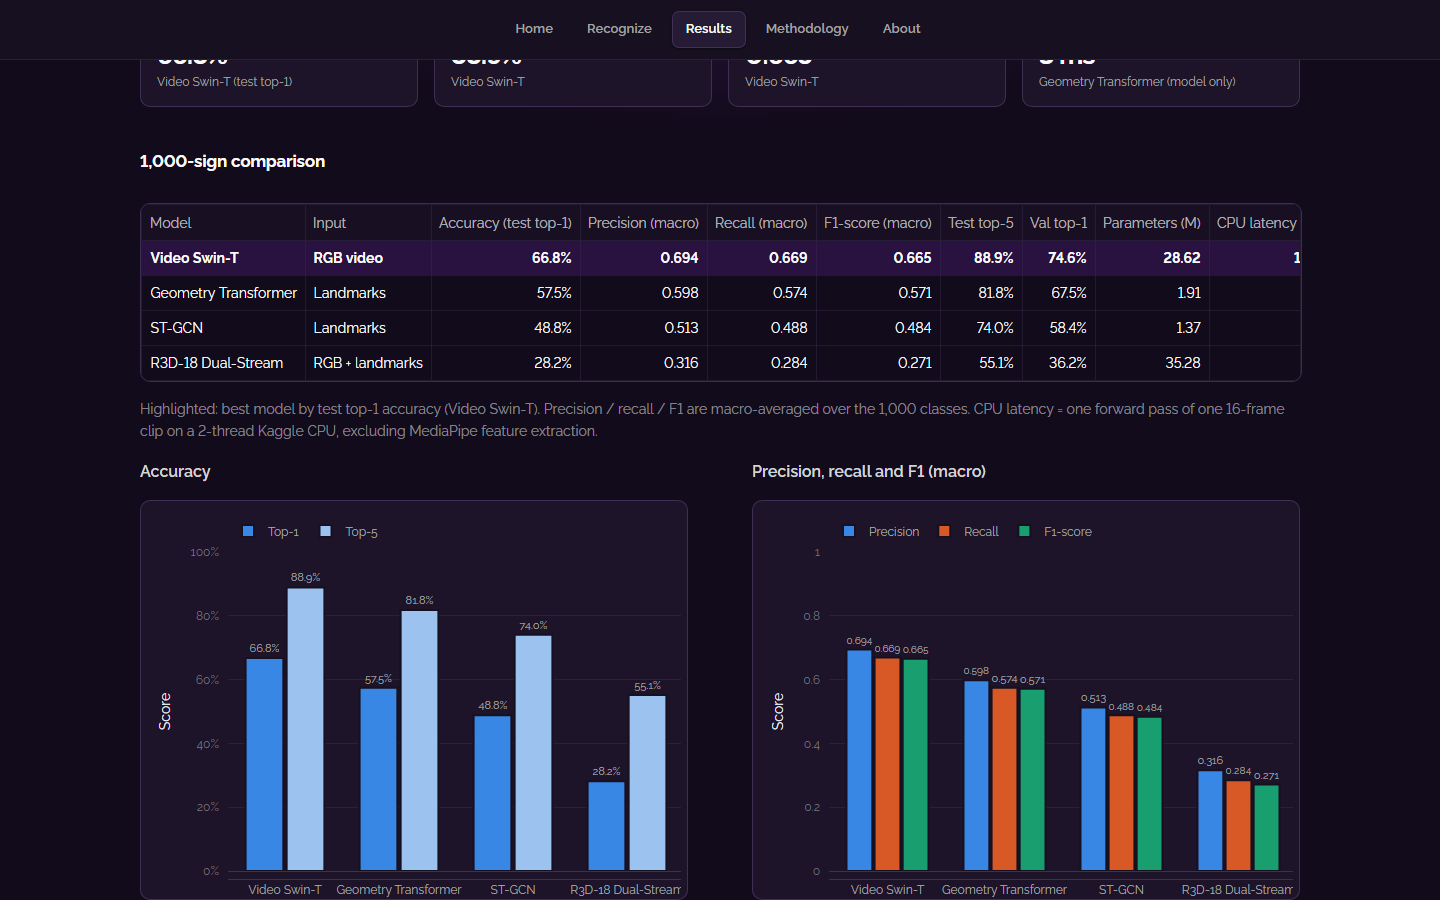 Home Recognize Results Methodology About
Video Swin-T (test top-1) Video Swin-T Video Swin-T Geometry Transformer (model only)
1,000-sign comparison
Model Input Accuracy (test top-1) Precision (macro) Recall (macro) F1-score (macro) Test top-5 Val top-1 Parameters (M) CPU latency
Video Swin-T RGB video 66.8% 0.694 0.669 0.665 88.9% 74.6% 28.62 1
Geometry Transformer Landmarks 57.5% 0.598 0.574 0.571 81.8% 67.5% 1.91
ST-GCN Landmarks 48.8% 0.513 0.488 0.484 74.0% 58.4% 1.37
R3D-18 Dual-Stream RGB + landmarks 28.2% 0.316 0.284 0.271 55.1% 36.2% 35.28
Highlighted: best model by test top-1 accuracy (Video Swin-T). Precision / recall / F1 are macro-averaged over the 1,000 classes. CPU latency = one forward pass of one 16-frame
clip on a 2-thread Kaggle CPU, excluding MediaPipe feature extraction.
Accuracy
Top-1 Top-5
100%
80%
60%
40%
20%
0%
Score
66.8% 88.9% 57.5% 81.8% 48.8% 74.0% 28.2% 55.1%
Video Swin-T Geometry Transformer ST-GCN R3D-18 Dual-Stream
Precision, recall and F1 (macro)
Precision Recall F1-score
1
0.8
0.6
0.4
0.2
0
Score
0.694 0.669 0.665 0.598 0.574 0.571 0.513 0.488 0.484 0.316 0.284 0.271
Video Swin-T Geometry Transformer ST-GCN R3D-18 Dual-Stream